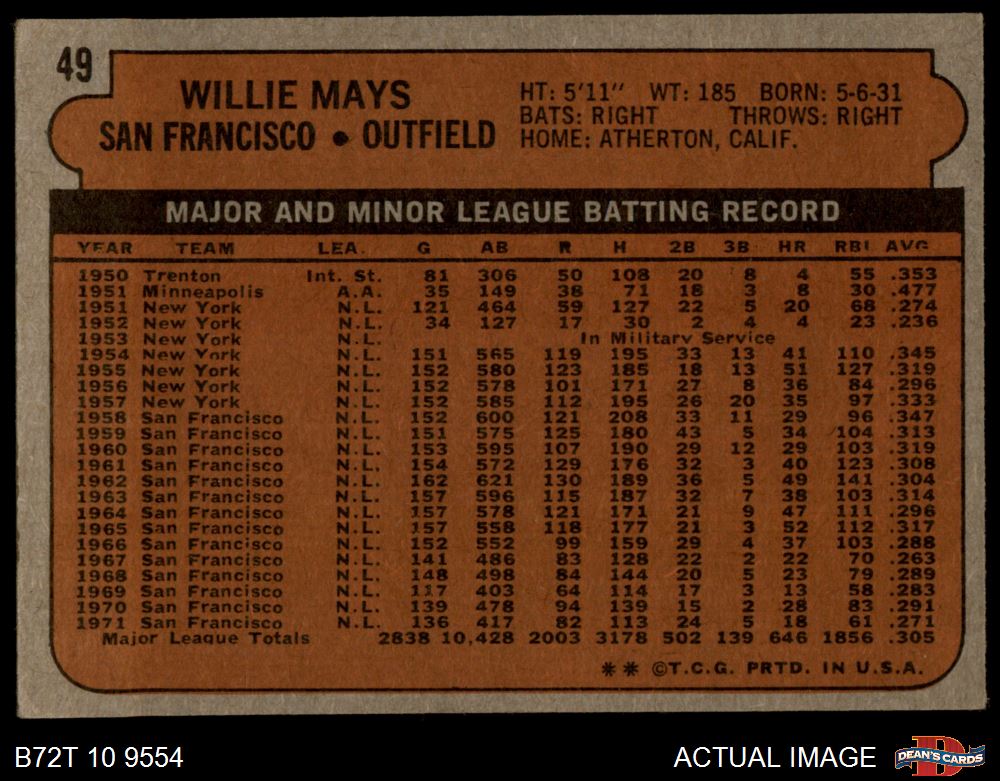 49
WILLIE MAYS
SAN FRANCISCO • OUTFIELD
HT: 5'11" WT: 185 BORN: 5-6-31
BATS: RIGHT THROWS: RIGHT
HOME: ATHERTON, CALIF.
MAJOR AND MINOR LEAGUE BATTING RECORD
YEAR TEAM LEA. G AB R H 2B 3B HR RBI AVG
1950 Trenton Int. St. 81 306 50 108 20 8 4 55 .353
1951 Minneapolis A.A. 35 149 38 71 18 3 8 30 .477
1951 New York N.L. 121 464 59 127 22 5 20 68 .274
1952 New York N.L. 34 127 17 30 2 4 4 23 .236
1953 New York N.L. In Military Service
1954 New York N.L. 151 565 119 195 33 13 41 110 .345
1955 New York N.L. 152 580 123 185 18 13 51 127 .319
1956 New York N.L. 152 578 101 171 27 8 36 84 .296
1957 New York N.L. 152 585 112 195 26 20 35 97 .333
1958 San Francisco N.L. 152 600 121 208 33 11 29 96 .347
1959 San Francisco N.L. 151 575 125 180 43 5 34 104 .313
1960 San Francisco N.L. 153 595 107 190 29 12 29 103 .319
1961 San Francisco N.L. 154 572 129 176 32 3 40 123 .308
1962 San Francisco N.L. 162 621 130 189 36 5 49 141 .304
1963 San Francisco N.L. 157 596 115 187 32 7 38 103 .314
1964 San Francisco N.L. 157 578 121 171 21 9 47 111 .296
1965 San Francisco N.L. 157 558 118 177 21 3 52 112 .317
1966 San Francisco N.L. 152 552 99 159 29 4 37 103 .288
1967 San Francisco N.L. 141 486 83 128 22 2 22 70 .263
1968 San Francisco N.L. 148 498 84 144 20 5 23 79 .289
1969 San Francisco N.L. 117 403 64 114 17 3 13 58 .283
1970 San Francisco N.L. 139 478 94 139 15 2 28 83 .291
1971 San Francisco N.L. 136 417 82 113 24 5 18 61 .271
Major League Totals 2838 10,428 2003 3178 502 139 646 1856 .305
** ©T.C.G. PRTD. IN U.S.A.
B72T 10 9554
ACTUAL IMAGE
D
DEAN'S CARDS